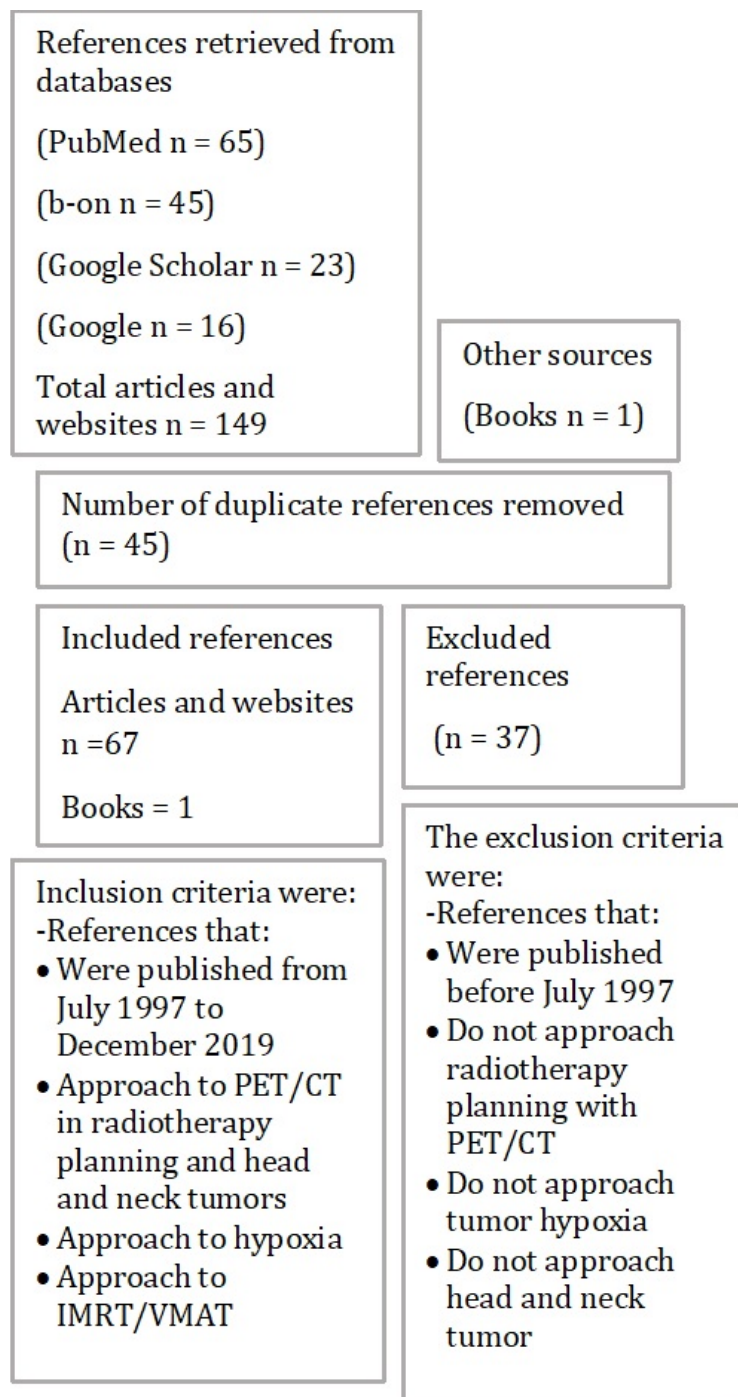 References retrieved from
databases
(PubMed n = 65)
(b-on n = 45)
(Google Scholar n = 23)
(Google n = 16)
Total articles and
websites n = 149
Other sources
(Books n = 1)
Number of duplicate references removed
(n = 45)
Included references
Articles and websites
n =67
Books = 1
Excluded
references
(n = 37)
Inclusion criteria were:
-References that:
• Were published from
July 1997 to
December 2019
• Approach to PET/CT
in radiotherapy
planning and head
and neck tumors
• Approach to hypoxia
• Approach to
IMRT/VMAT
The exclusion criteria
were:
-References that:
• Were published
before July 1997
• Do not approach
radiotherapy
planning with
PET/CT
• Do not approach
tumor hypoxia
• Do not approach
head and neck
tumor